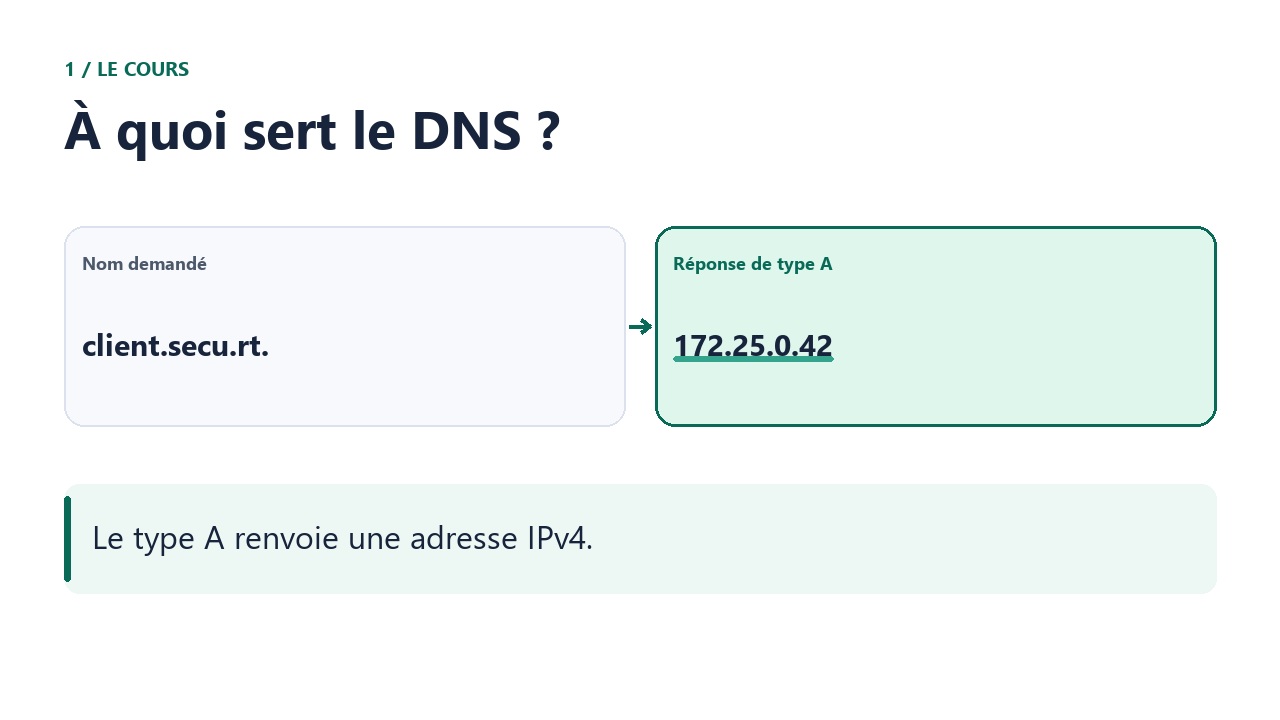 1 / LE COURS
À quoi sert le DNS ?
Nom demandé
client.secu.rt.
Réponse de type A
172.25.0.42
Le type A renvoie une adresse IPv4.